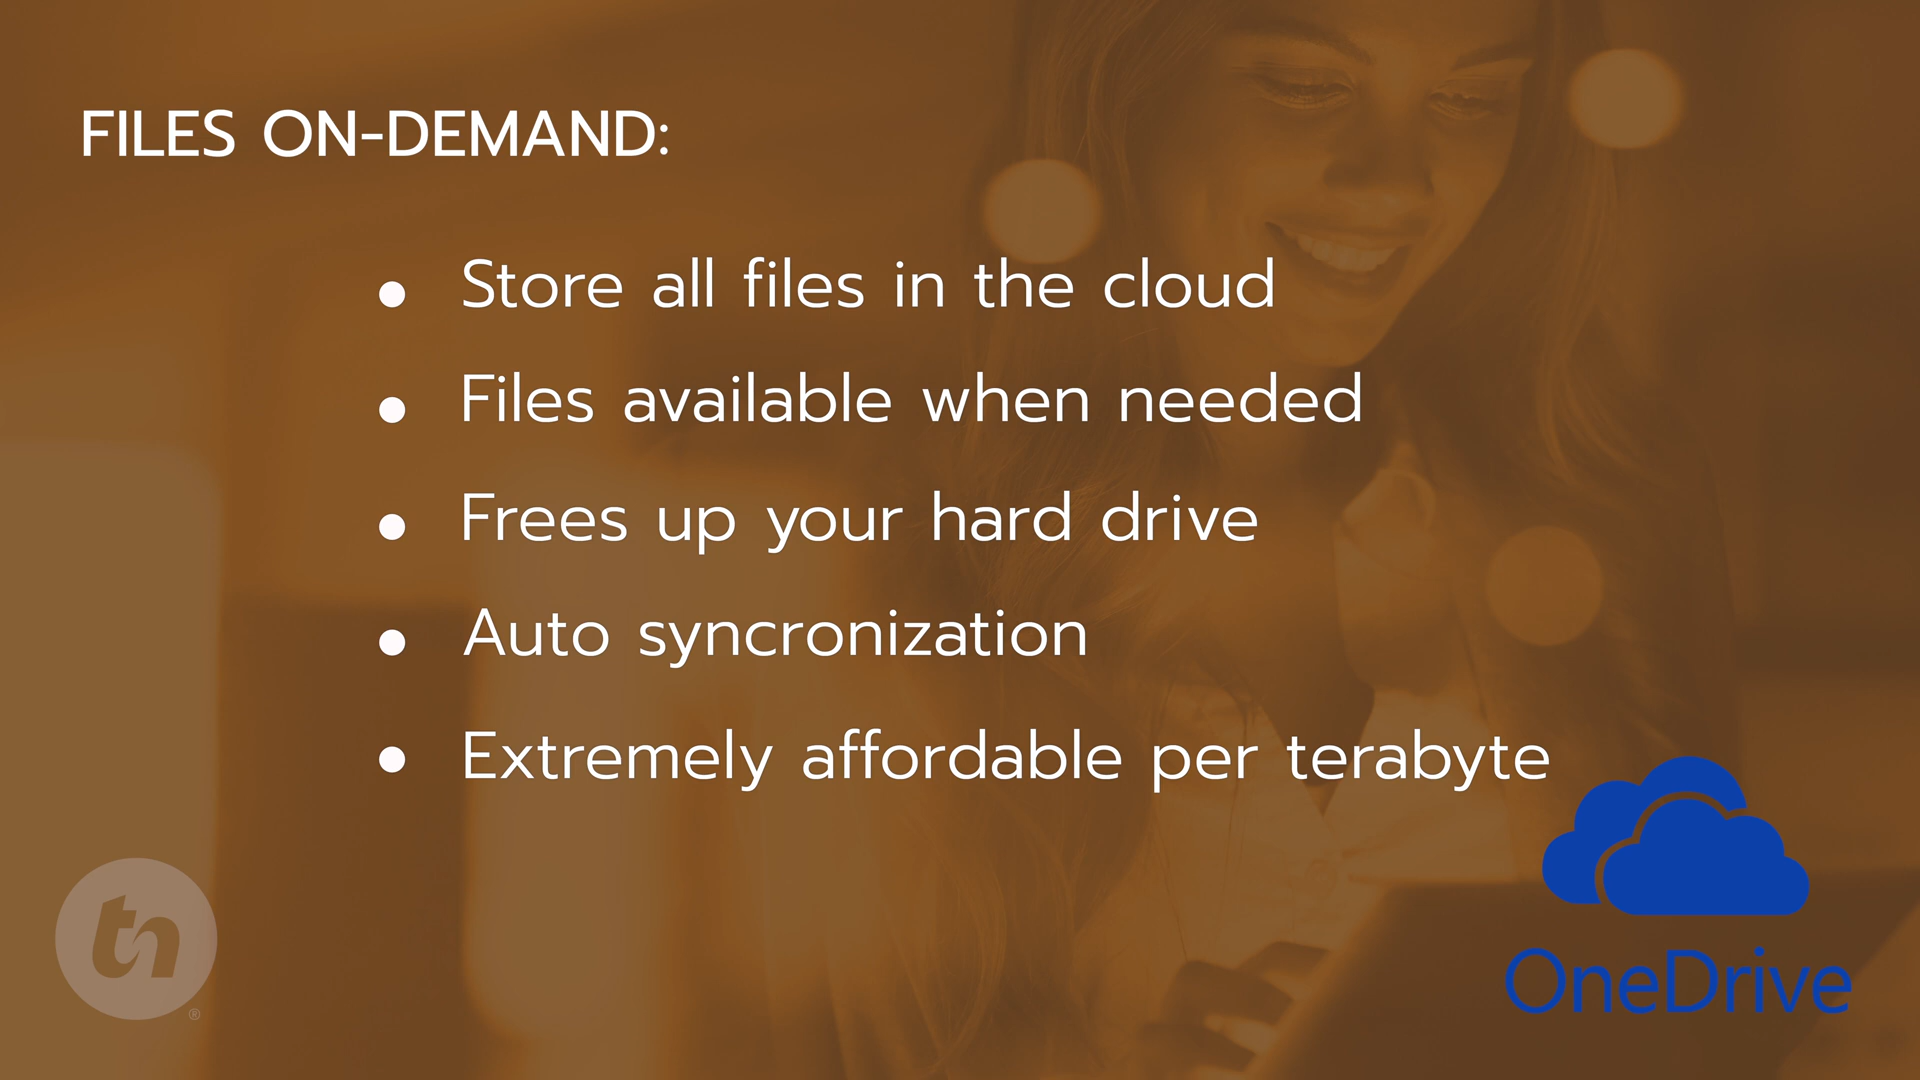 FILES ON-DEMAND:
● Store all files in the cloud
● Files available when needed
● Frees up your hard drive
● Auto syncronization
● Extremely affordable per terabyte
tn
®
OneDrive